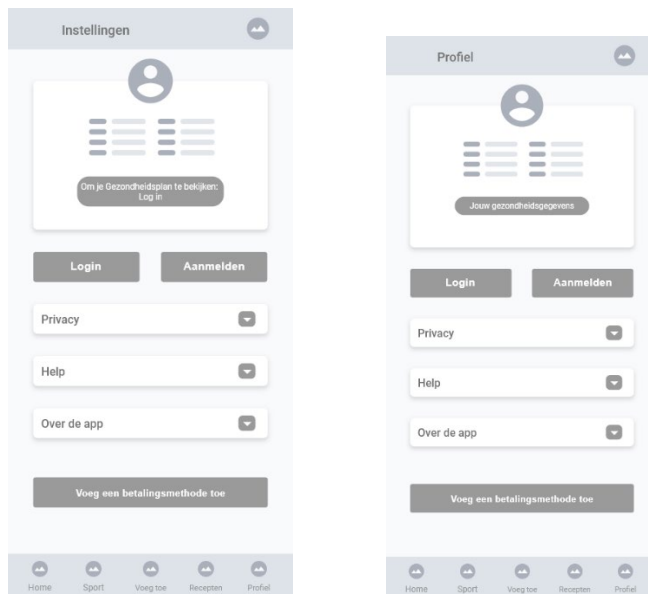 Instellingen
Om je Gezondheidsplan te bekijken:
Log in
Login Aanmelden
Privacy
Help
Over de app
Voeg een betalingsmethode toe
Home Sport Voeg toe Recepten Profiel
Profiel
Jouw gezondheidsgegevens
Login Aanmelden
Privacy
Help
Over de app
Voeg een betalingsmethode toe
Home Sport Voeg toe Recepten Profiel